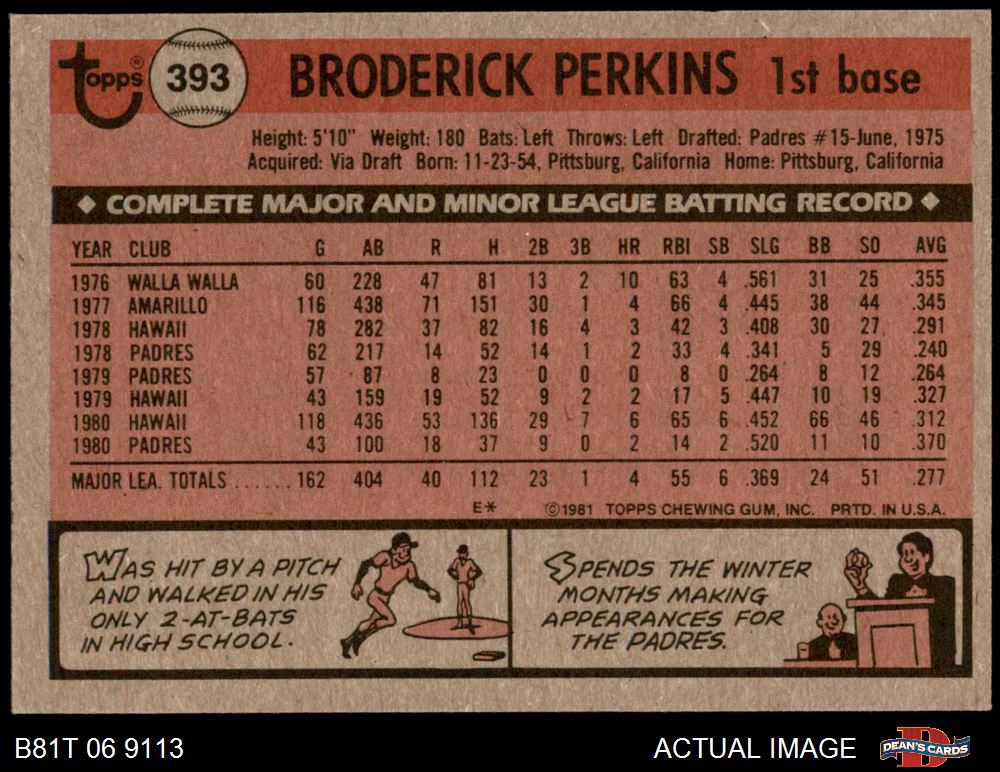 Topps® 393 BRODERICK PERKINS 1st base
Height: 5'10" Weight: 180 Bats: Left Throws: Left Drafted: Padres #15-June, 1975
Acquired: Via Draft Born: 11-23-54, Pittsburg, California Home: Pittsburg, California
◆ COMPLETE MAJOR AND MINOR LEAGUE BATTING RECORD ◆
YEAR CLUB G AB R H 2B 3B HR RBI SB SLG BB SO AVG
1976 WALLA WALLA 60 228 47 81 13 2 10 63 4 .561 31 25 .355
1977 AMARILLO 116 438 71 151 30 1 4 66 4 .445 38 44 .345
1978 HAWAII 78 282 37 82 16 4 3 42 3 .408 30 27 .291
1978 PADRES 62 217 14 52 14 1 2 33 4 .341 5 29 .240
1979 PADRES 57 87 8 23 0 0 0 8 0 .264 8 12 .264
1979 HAWAII 43 159 19 52 9 2 2 17 5 .447 10 19 .327
1980 HAWAII 118 436 53 136 29 7 6 65 6 .452 66 46 .312
1980 PADRES 43 100 18 37 9 0 2 14 2 .520 11 10 .370
MAJOR LEA. TOTALS ...... 162 404 40 112 23 1 4 55 6 .369 24 51 .277
E* ©1981 TOPPS CHEWING GUM, INC. PRTD. IN U.S.A.
WAS HIT BY A PITCH
AND WALKED IN HIS
ONLY 2-AT-BATS
IN HIGH SCHOOL.
SPENDS THE WINTER
MONTHS MAKING
APPEARANCES FOR
THE PADRES.
B81T 06 9113 ACTUAL IMAGE DEAN'S CARDS